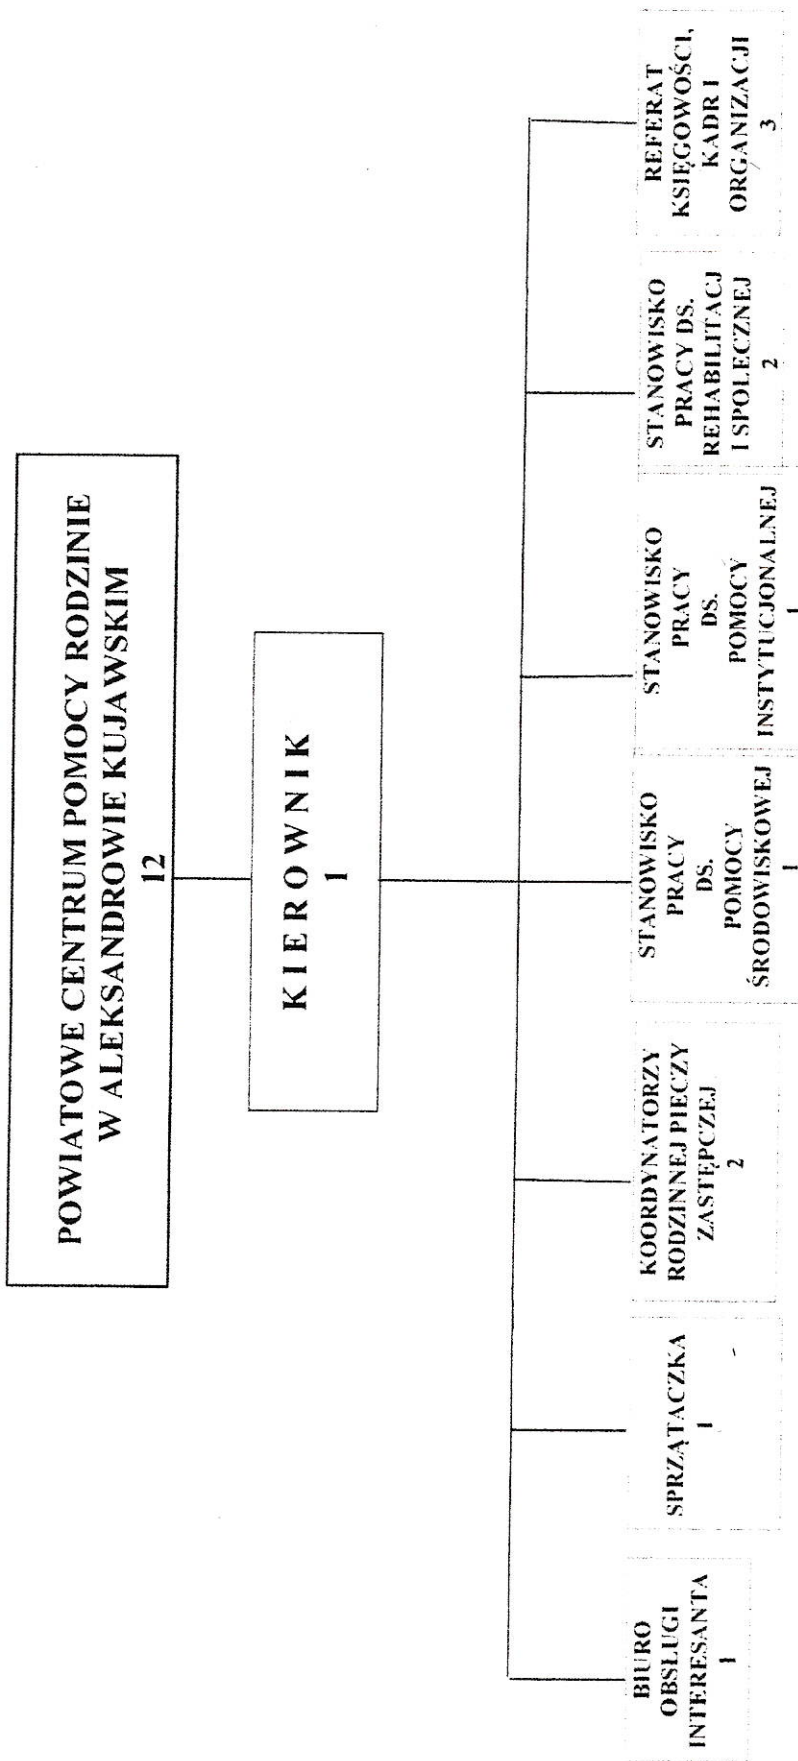 POWIATOWE CENTRUM POMOCY RODZINIE
W ALEKSANDROWIE KUJAWSKIM
12
KIEROWNIK
1
BIURO
OBSŁUGI
INTERESANTA
1
SPRZĄTACZKA
1
KOORDYNATORZY
RODZINNEJ PIECZY
ZASTĘPCZEJ
2
STANOWISKO
PRACY
DS.
POMOCY
ŚRODOWISKOWEJ
1
STANOWISKO
PRACY
DS.
POMOCY
INSTYTUCJONALNEJ
1
STANOWISKO
PRACY DS.
REHABILITACJ
I SPOŁECZNEJ
2
REFERAT
KSIĘGOWOŚCI,
KADR I
ORGANIZACJI
3